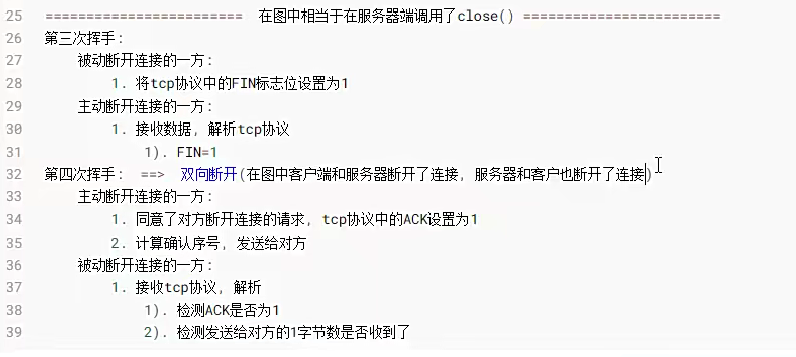 25 ======================== 在图中相当于在服务器端调用了close() ========================
26 第三次挥手:
27 被动断开连接的一方:
28 1. 将tcp协议中的FIN标志位设置为1
29 主动断开连接的一方:
30 1. 接收数据, 解析tcp协议
31 1). FIN=1
32 第四次挥手: ==> 双向断开(在图中客户端和服务器断开了连接, 服务器和客户也断开了连接)
33 主动断开连接的一方:
34 1. 同意了对方断开连接的请求, tcp协议中的ACK设置为1
35 2. 计算确认序号, 发送给对方
36 被动断开连接的一方:
37 1. 接收tcp协议, 解析
38 1). 检测ACK是否为1
39 2). 检测发送给对方的1字节数是否收到了